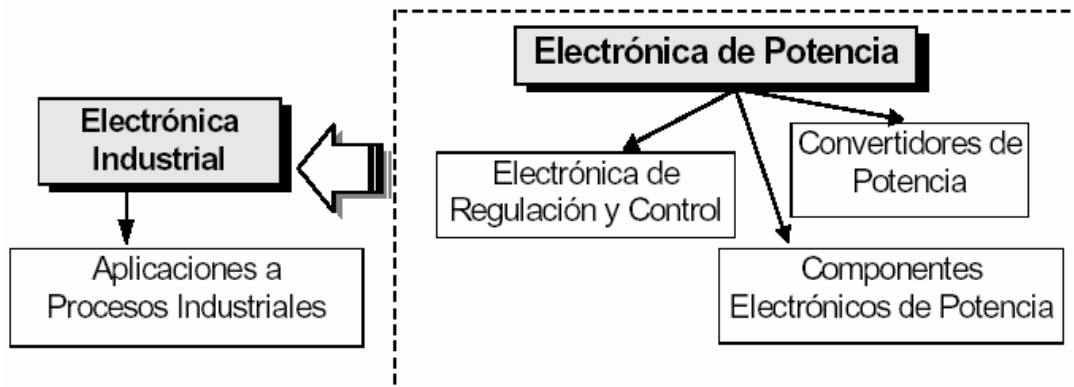 Electrónica de Potencia
Electrónica
Industrial
Convertidores de
Potencia
Electrónica de
Regulación y Control
Aplicaciones a
Procesos Industriales
Componentes
Electrónicos de Potencia